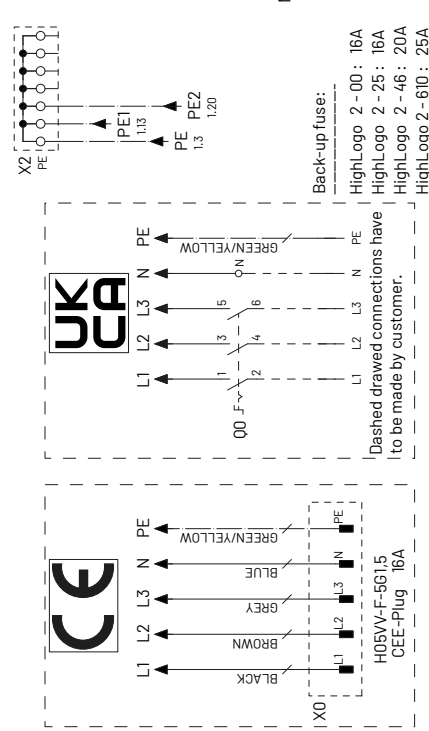 X2
PE
PE
1.3
PE1
1.13
PE2
1.20
Back-up fuse:
HighLogo 2 - 00 : 16A
HighLogo 2 - 25 : 16A
HighLogo 2 - 46 : 20A
HighLogo 2 - 610 : 25A
UK
CA
L1
L2
L3
N
PE
GREEN/YELLOW
Q0
1
3
5
N
2
4
6
L1
L2
L3
N
PE
Dashed drawed connections have
to be made by customer.
CE
L1
L2
L3
N
PE
BLACK
BROWN
GREY
BLUE
GREEN/YELLOW
X0
L1
L2
L3
N
PE
H05VV-F-5G1,5
CEE-Plug 16A